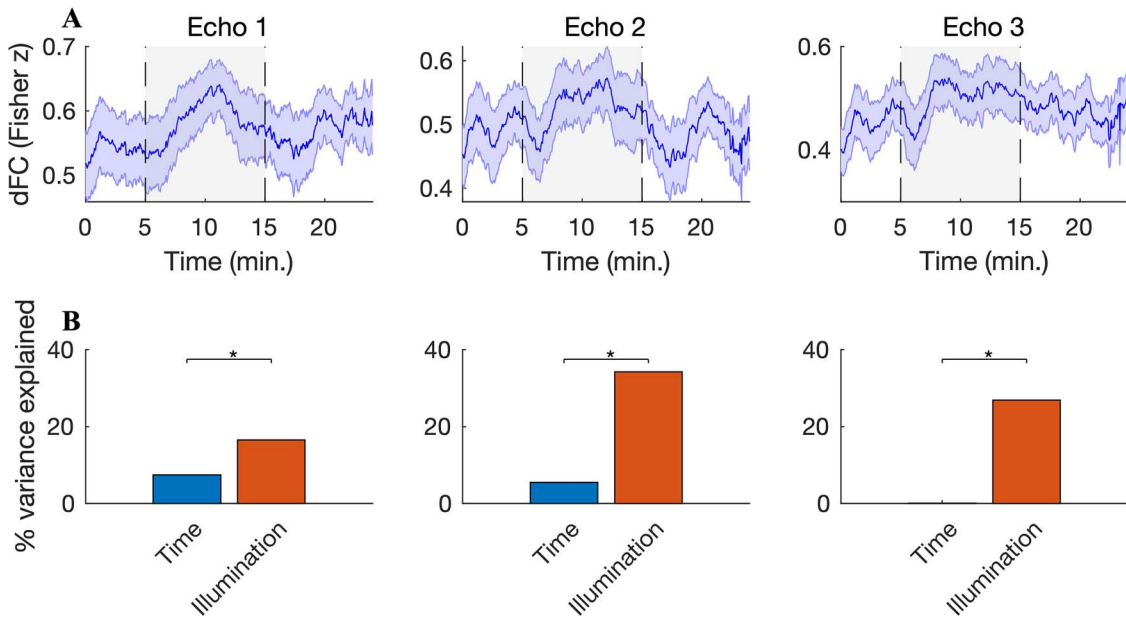 A
Echo 1
Echo 2
Echo 3
dFC (Fisher z)
0.7
0.6
0.5
0.6
0.5
0.4
0.6
0.4
0 5 10 15 20
0 5 10 15 20
0 5 10 15 20
Time (min.)
Time (min.)
Time (min.)
B
% variance explained
40
20
0
*
Time
Illumination
40
20
0
*
Time
Illumination
40
20
0
*
Time
Illumination